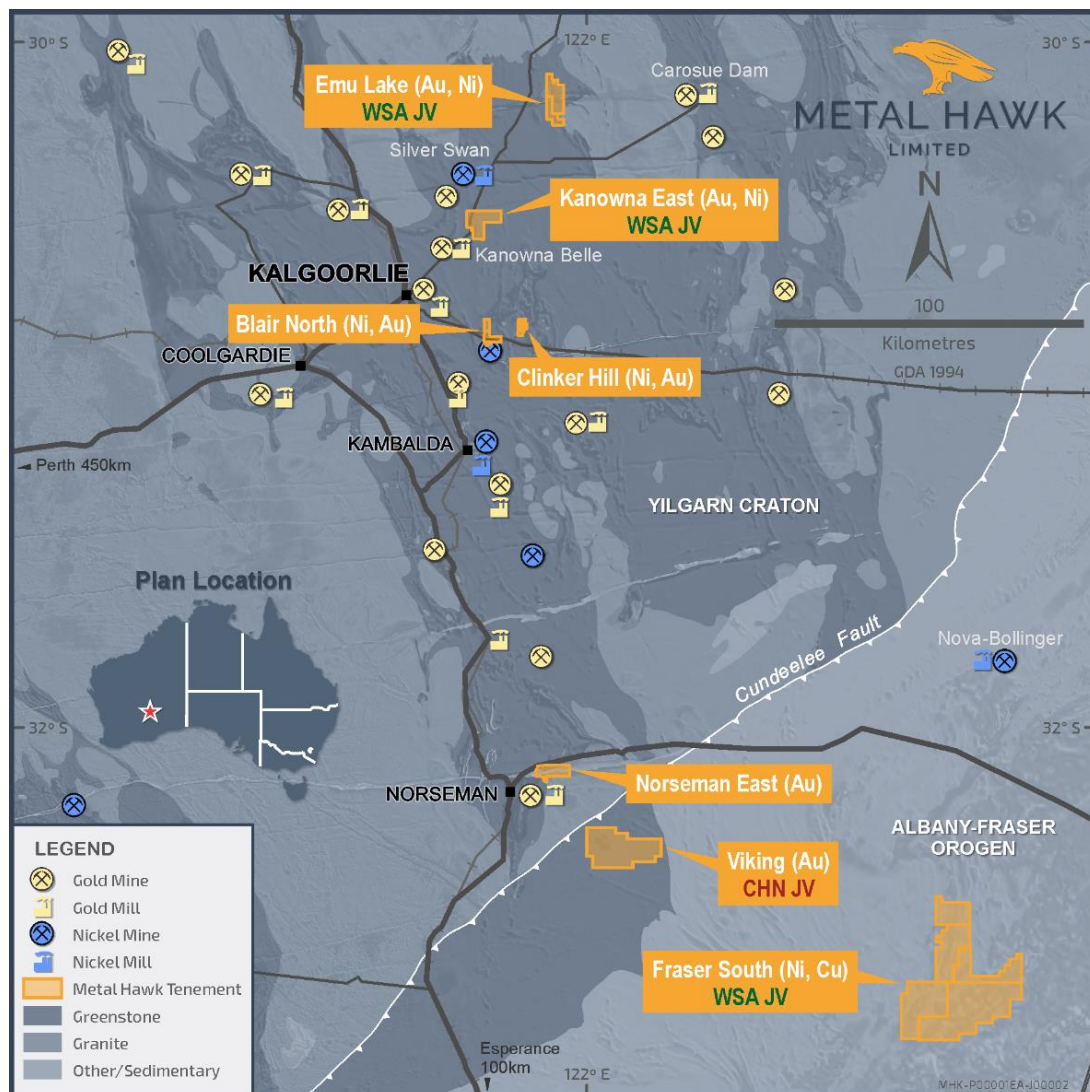 30° S
122° E
30° S
METAL HAWK
LIMITED
Emu Lake (Au, Ni)
WSA JV
Carosue Dam
Silver Swan
N
Kanowna East (Au, Ni)
WSA JV
Kanowna Belle
KALGOORLIE
100
Kilometres
GDA 1994
Blair North (Ni, Au)
COOLGARDIE
Clinker Hill (Ni, Au)
KAMBALDA
Perth 450km
YILGARN CRATON
Plan Location
Cundeelee Fault
Nova-Bollinger
32° S
32° S
NORSEMAN
Norseman East (Au)
ALBANY-FRASER
OROGEN
Viking (Au)
CHN JV
Fraser South (Ni, Cu)
WSA JV
LEGEND
Gold Mine
Gold Mill
Nickel Mine
Nickel Mill
Metal Hawk Tenement
Greenstone
Granite
Other/Sedimentary
Esperance
100km
122° E
MHK-P00001EA-J00002